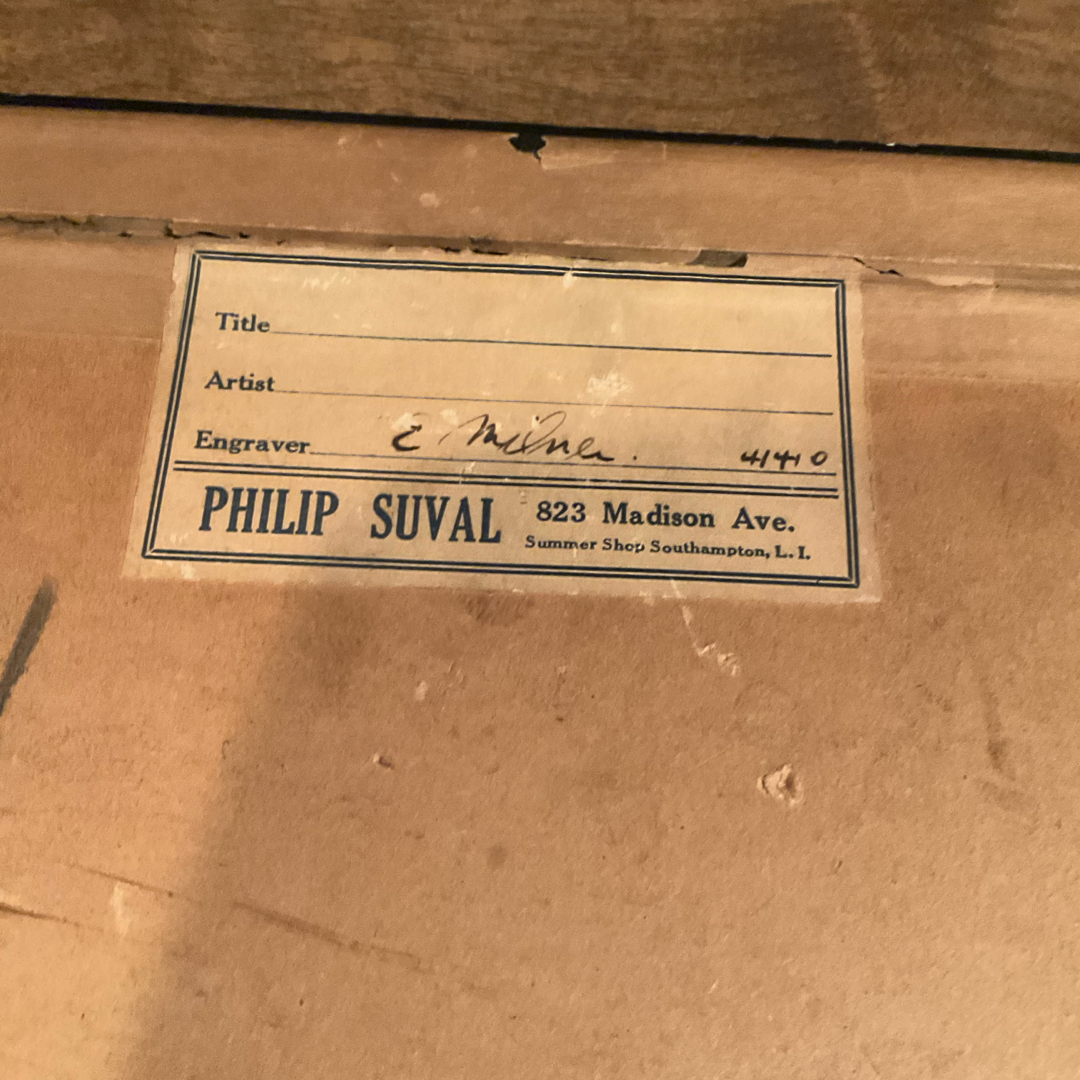 Title
Artist
Engraver E. Milner. 4140
PHILIP SUVAL 823 Madison Ave.
Summer Shop Southampton, L. I.